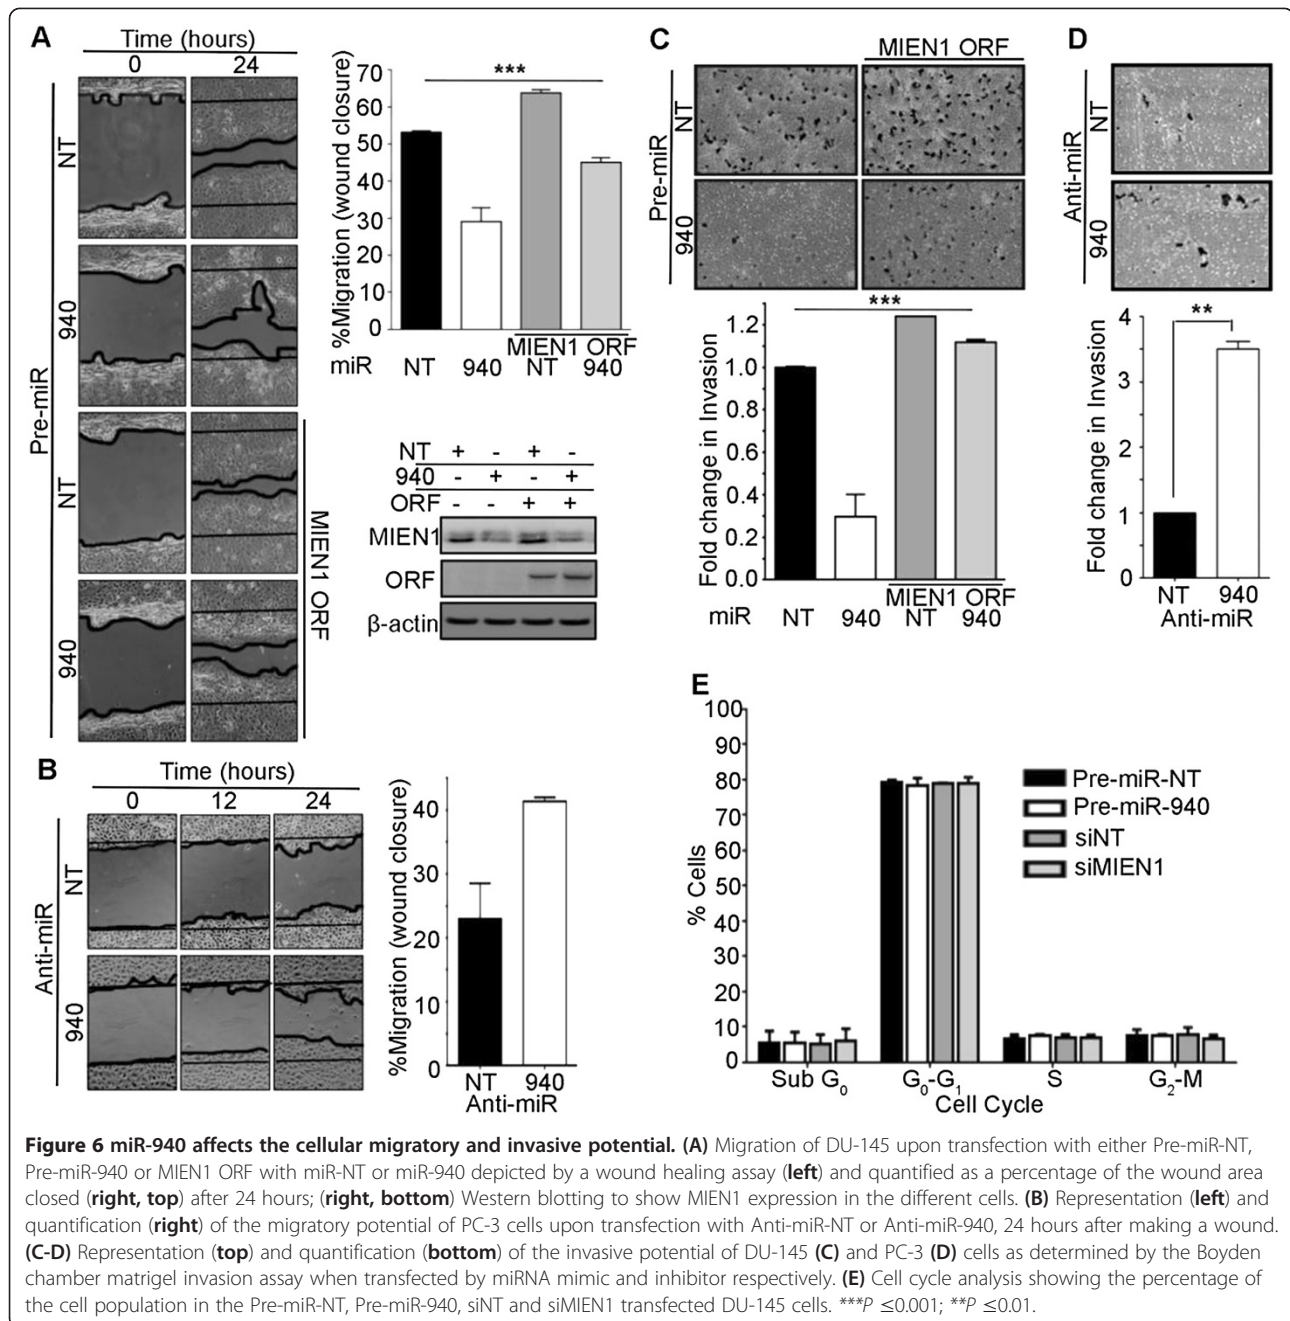 A
Time (hours)
0 24
Pre-miR
NT
940
NT
940
MIEN1 ORF
%Migration (wound closure)
70
60
50
40
30
20
10
0
***
MIEN1 ORF
miR NT 940 NT 940
NT + - + -
940 - + - +
ORF - - + +
MIEN1
ORF
β-actin
B
Time (hours)
0 12 24
Anti-miR
NT
940
%Migration (wound closure)
40
30
20
10
0
NT 940
Anti-miR
C
MIEN1 ORF
Pre-miR
NT
940
Fold change in Invasion
***
1.2
1.0
0.8
0.6
0.4
0.2
0.0
MIEN1 ORF
miR NT 940 NT 940
D
Anti-miR
NT
940
Fold change in Invasion
**
4
3
2
1
0
NT 940
Anti-miR
E
% Cells
100
90
80
70
60
50
40
30
20
10
0
Pre-miR-NT
Pre-miR-940
siNT
siMIEN1
Sub G0 G0-G1 S G2-M
Cell Cycle
Figure 6 miR-940 affects the cellular migratory and invasive potential. (A) Migration of DU-145 upon transfection with either Pre-miR-NT,
Pre-miR-940 or MIEN1 ORF with miR-NT or miR-940 depicted by a wound healing assay (left) and quantified as a percentage of the wound area
closed (right, top) after 24 hours; (right, bottom) Western blotting to show MIEN1 expression in the different cells. (B) Representation (left) and
quantification (right) of the migratory potential of PC-3 cells upon transfection with Anti-miR-NT or Anti-miR-940, 24 hours after making a wound.
(C-D) Representation (top) and quantification (bottom) of the invasive potential of DU-145 (C) and PC-3 (D) cells as determined by the Boyden
chamber matrigel invasion assay when transfected by miRNA mimic and inhibitor respectively. (E) Cell cycle analysis showing the percentage of
the cell population in the Pre-miR-NT, Pre-miR-940, siNT and siMIEN1 transfected DU-145 cells. ***P ≤0.001; **P ≤0.01.